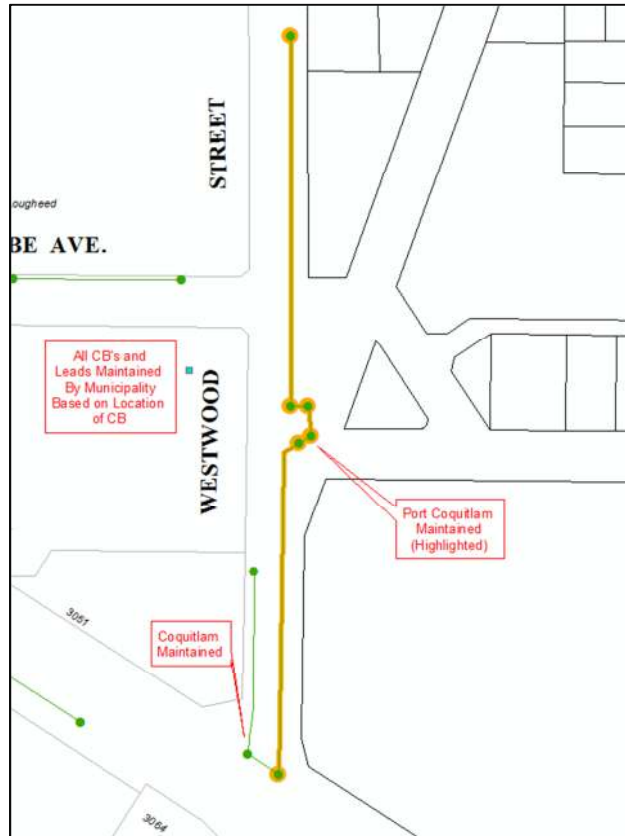 STREET
ougheed
BE AVE.
All CB's and
Leads Maintained
By Municipality
Based on Location
of CB
WESTWOOD
Port Coquitlam
Maintained
(Highlighted)
3051
Coquitlam
Maintained
3064